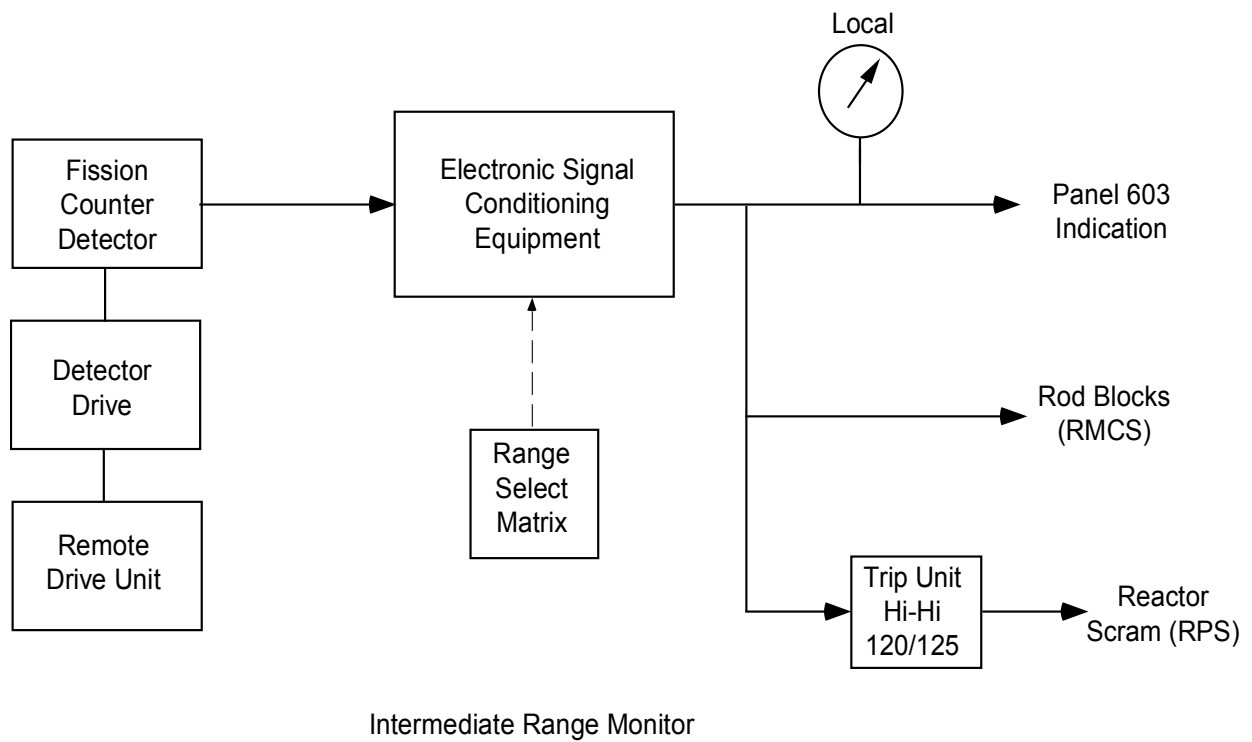 Local
Fission
Counter
Detector
Electronic Signal
Conditioning
Equipment
Panel 603
Indication
Detector
Drive
Range
Select
Matrix
Rod Blocks
(RMCS)
Remote
Drive Unit
Trip Unit
Hi-Hi
120/125
Reactor
Scram (RPS)
Intermediate Range Monitor